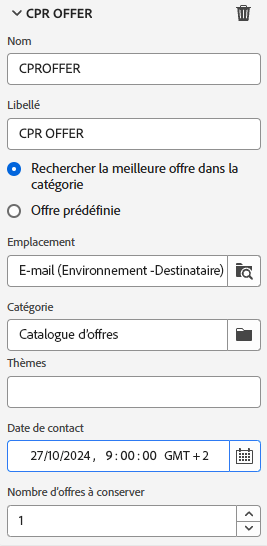 CPR OFFER
Nom
CPROFFER
Libellé
CPR OFFER
Rechercher la meilleure offre dans la
catégorie
Offre prédéfinie
Emplacement
E-mail (Environnement -Destinataire)
Catégorie
Catalogue d'offres
Thèmes
Date de contact
27/10/2024 , 9 : 00 : 00 GMT + 2
Nombre d'offres à conserver
1